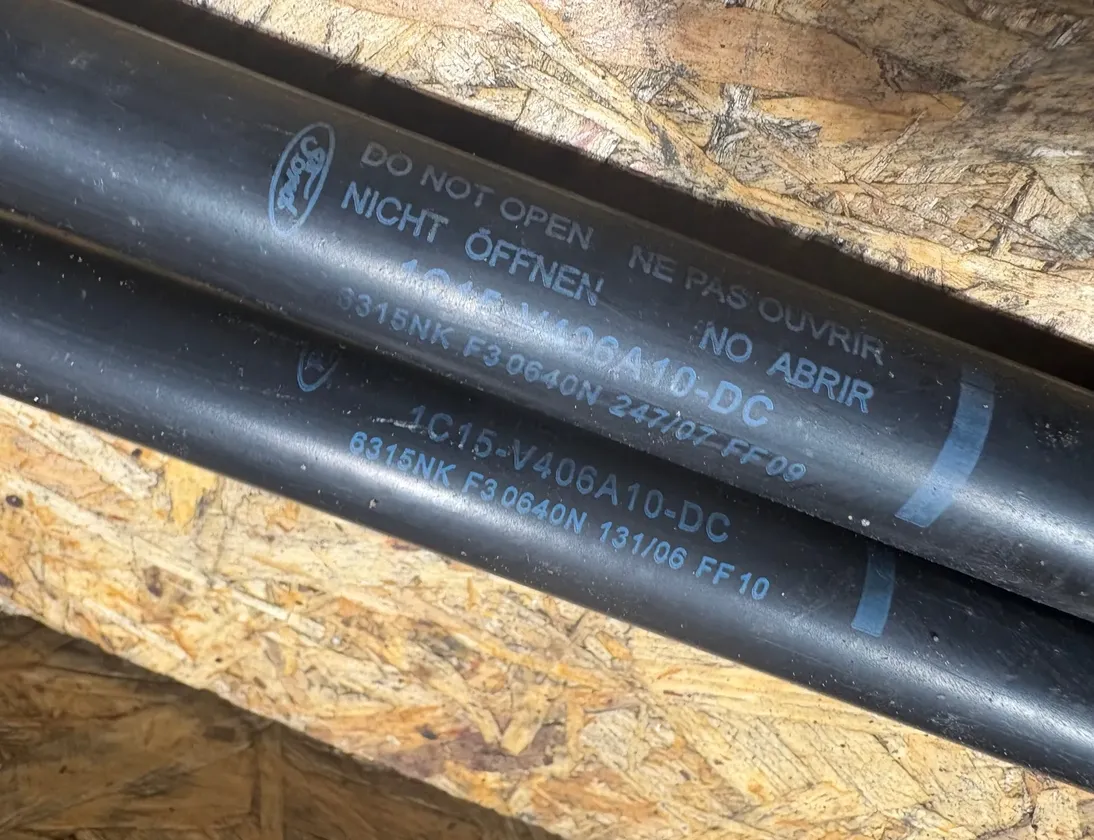 Ford
DO NOT OPEN NE PAS OUVRIR
NICHT ÖFFNEN NO ABRIR
1C15-V406A10-DC
6315NK F3 0640N 247/07 FF09
1C15-V406A10-DC
6315NK F3 0640N 131/06 FF10